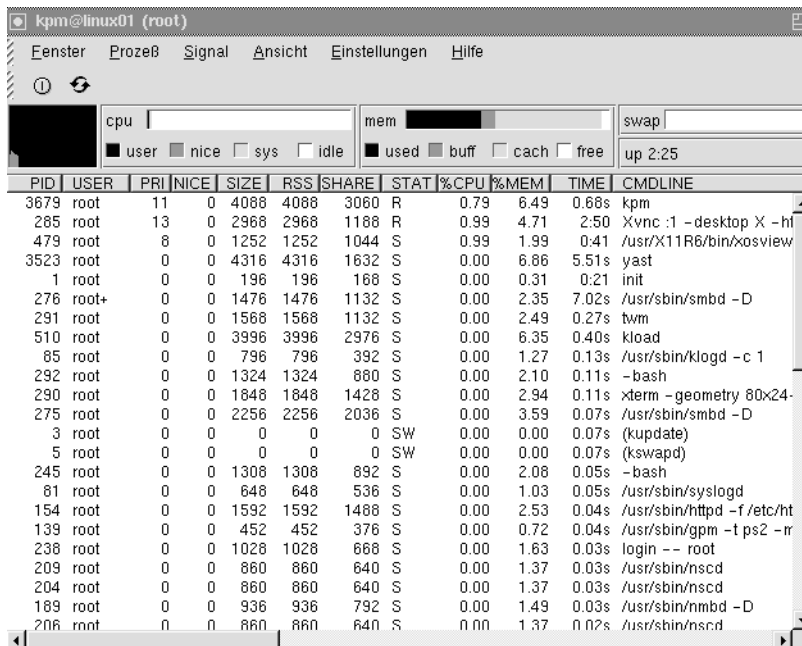 kpm@linux01 (root)
Fenster Prozeß Signal Ansicht Einstellungen Hilfe
cpu mem swap
user nice sys idle used buff cach free up 2:25
PID USER PRI NICE SIZE RSS SHARE STAT %CPU %MEM TIME CMDLINE
3679 root 11 0 4088 4088 3060 R 0.79 6.49 0.68s kpm
285 root 13 0 2968 2968 1188 R 0.99 4.71 2:50 Xvnc :1 -desktop X -ht
479 root 8 0 1252 1252 1044 S 0.99 1.99 0:41 /usr/X11R6/bin/xosview
3523 root 0 0 4316 4316 1632 S 0.00 6.86 5.51s yast
1 root 0 0 196 196 168 S 0.00 0.31 0:21 init
276 root+ 0 0 1476 1476 1132 S 0.00 2.35 7.02s /usr/sbin/smbd -D
291 root 0 0 1568 1568 1132 S 0.00 2.49 0.27s twm
510 root 0 0 3996 3996 2976 S 0.00 6.35 0.40s kload
85 root 0 0 796 796 392 S 0.00 1.27 0.13s /usr/sbin/klogd -c 1
292 root 0 0 1324 1324 880 S 0.00 2.10 0.11s -bash
290 root 0 0 1848 1848 1428 S 0.00 2.94 0.11s xterm -geometry 80x24-
275 root 0 0 2256 2256 2036 S 0.00 3.59 0.07s /usr/sbin/smbd -D
3 root 0 0 0 0 0 SW 0.00 0.00 0.07s (kupdate)
5 root 0 0 0 0 0 SW 0.00 0.00 0.07s (kswapd)
245 root 0 0 1308 1308 892 S 0.00 2.08 0.05s -bash
81 root 0 0 648 648 536 S 0.00 1.03 0.05s /usr/sbin/syslogd
154 root 0 0 1592 1592 1488 S 0.00 2.53 0.04s /usr/sbin/httpd -f /etc/ht
139 root 0 0 452 452 376 S 0.00 0.72 0.04s /usr/sbin/gpm -t ps2 -m
238 root 0 0 1028 1028 668 S 0.00 1.63 0.03s login -- root
209 root 0 0 860 860 640 S 0.00 1.37 0.03s /usr/sbin/nscd
204 root 0 0 860 860 640 S 0.00 1.37 0.03s /usr/sbin/nscd
189 root 0 0 936 936 792 S 0.00 1.49 0.03s /usr/sbin/nmbd -D
206 root 0 0 860 860 640 S 0.00 1.37 0.02s /usr/sbin/nscd